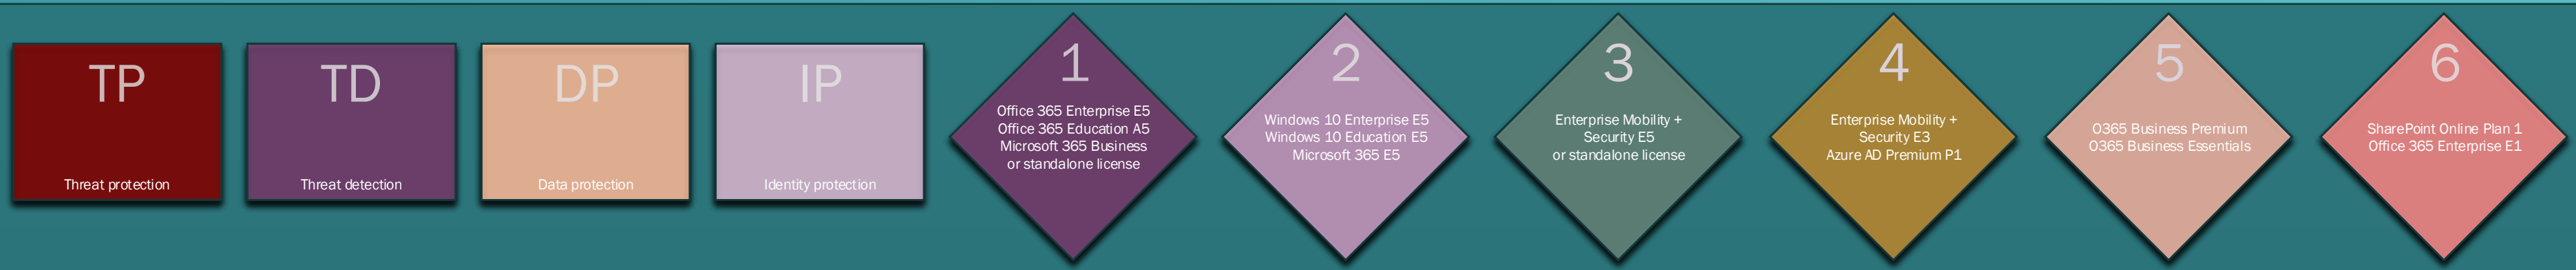 TP
Threat protection
TD
Threat detection
DP
Data protection
IP
Identity protection
1
Office 365 Enterprise E5
Office 365 Education A5
Microsoft 365 Business
or standalone license
2
Windows 10 Enterprise E5
Windows 10 Education E5
Microsoft 365 E5
3
Enterprise Mobility +
Security E5
or standalone license
4
Enterprise Mobility +
Security E3
Azure AD Premium P1
5
O365 Business Premium
O365 Business Essentials
6
SharePoint Online Plan 1
Office 365 Enterprise E1